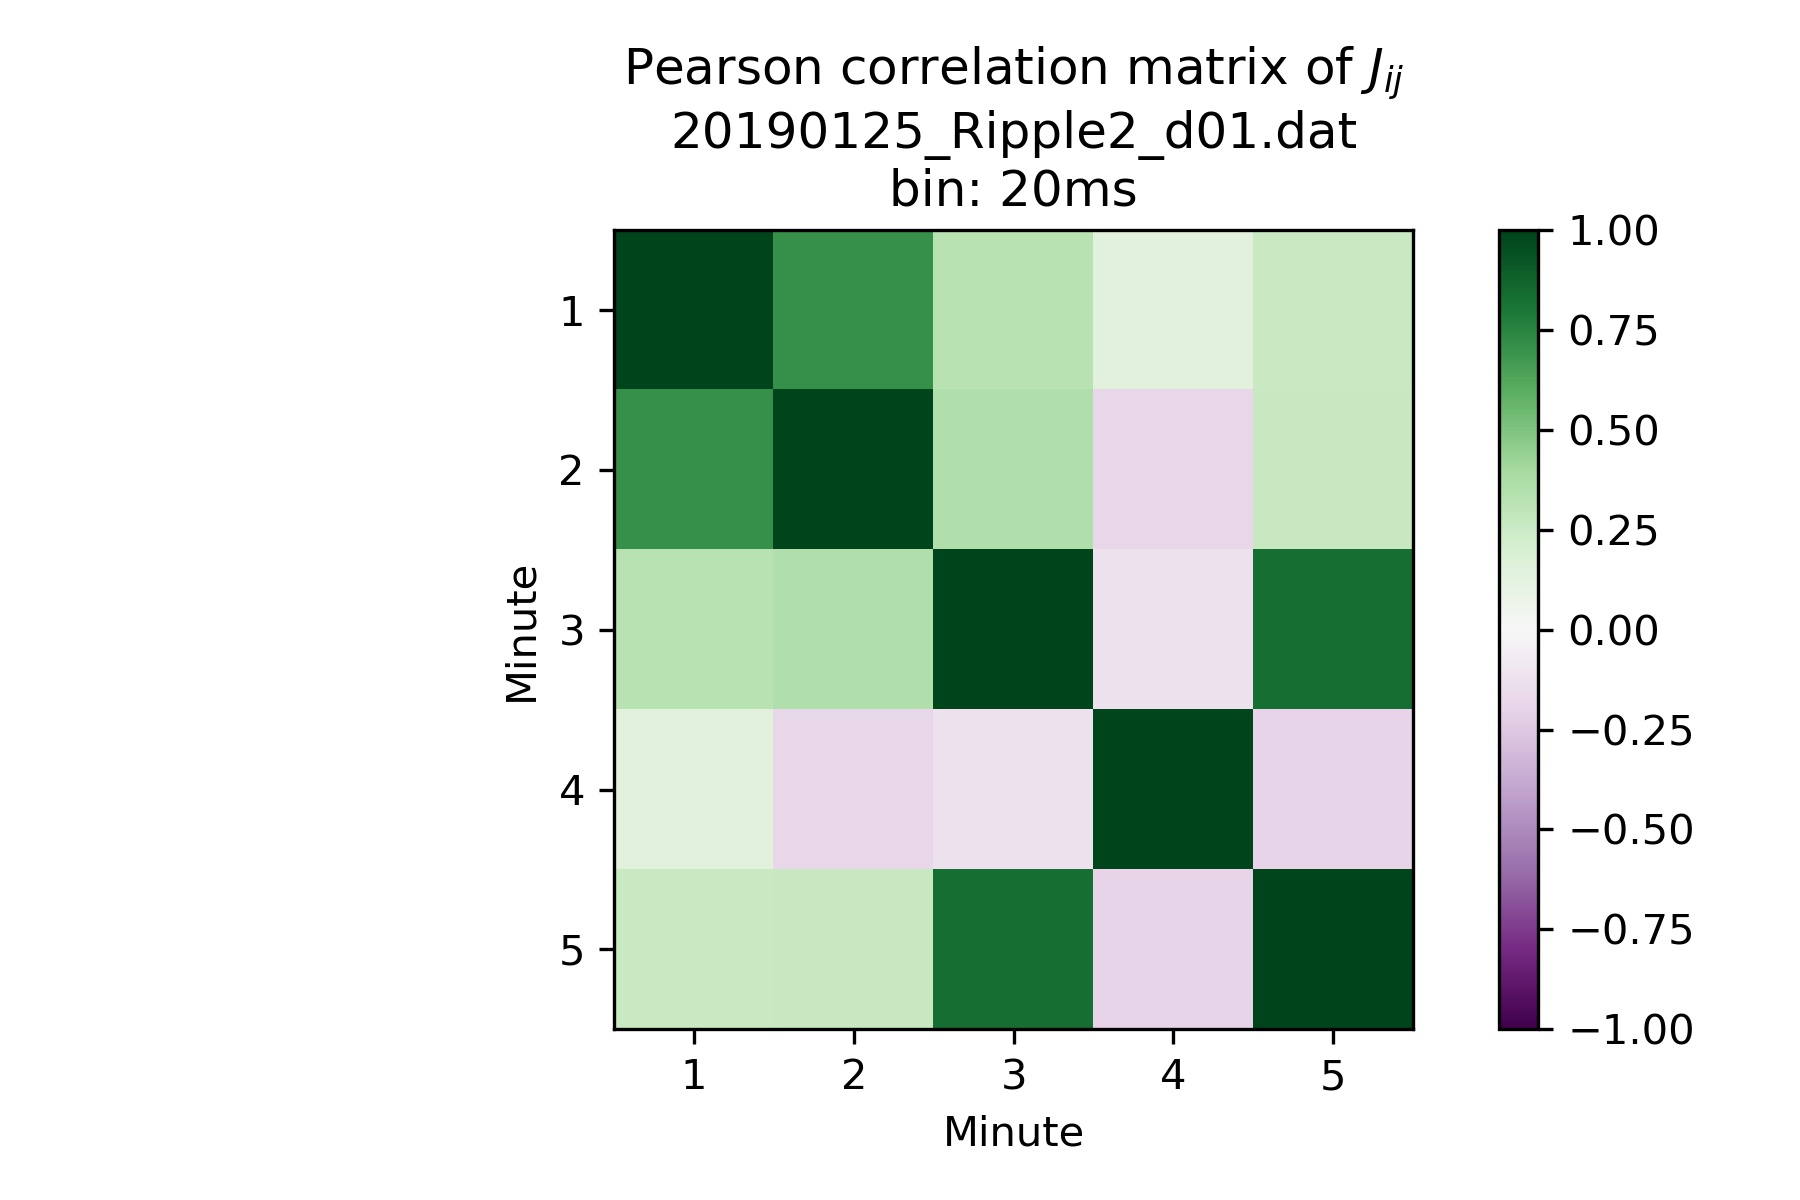 Pearson correlation matrix of J_ij
20190125_Ripple2_d01.dat
bin: 20ms
1
2
3
4
5
Minute
1 2 3 4 5
Minute
1.00
0.75
0.50
0.25
0.00
−0.25
−0.50
−0.75
−1.00